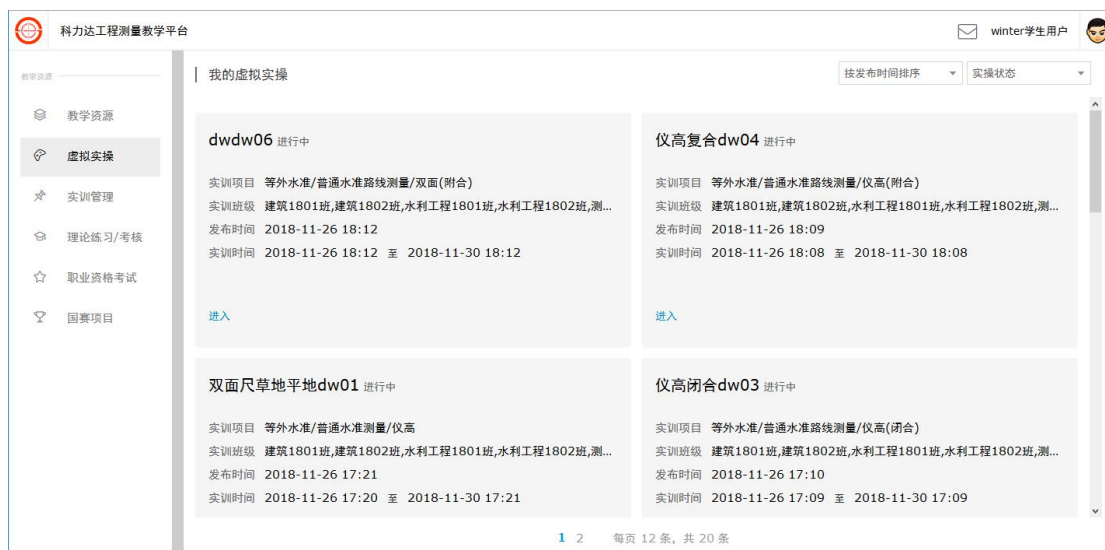 科力达工程测量教学平台
winter学生用户
教学资源
我的虚拟实操
按发布时间排序
实操状态
教学资源
虚拟实操
实训管理
理论练习/考核
职业资格考试
国赛项目
dwdw06 进行中
实训项目 等外水准/普通水准路线测量/双面(附合)
实训班级 建筑1801班,建筑1802班,水利工程1801班,水利工程1802班,测...
发布时间 2018-11-26 18:12
实训时间 2018-11-26 18:12 至 2018-11-30 18:12
进入
仪高复合dw04 进行中
实训项目 等外水准/普通水准路线测量/仪高(附合)
实训班级 建筑1801班,建筑1802班,水利工程1801班,水利工程1802班,测...
发布时间 2018-11-26 18:09
实训时间 2018-11-26 18:08 至 2018-11-30 18:08
进入
双面尺草地平地dw01 进行中
实训项目 等外水准/普通水准测量/仪高
实训班级 建筑1801班,建筑1802班,水利工程1801班,水利工程1802班,测...
发布时间 2018-11-26 17:21
实训时间 2018-11-26 17:20 至 2018-11-30 17:21
仪高闭合dw03 进行中
实训项目 等外水准/普通水准路线测量/仪高(闭合)
实训班级 建筑1801班,建筑1802班,水利工程1801班,水利工程1802班,测...
发布时间 2018-11-26 17:10
实训时间 2018-11-26 17:09 至 2018-11-30 17:09
1 2 每页 12 条, 共 20 条